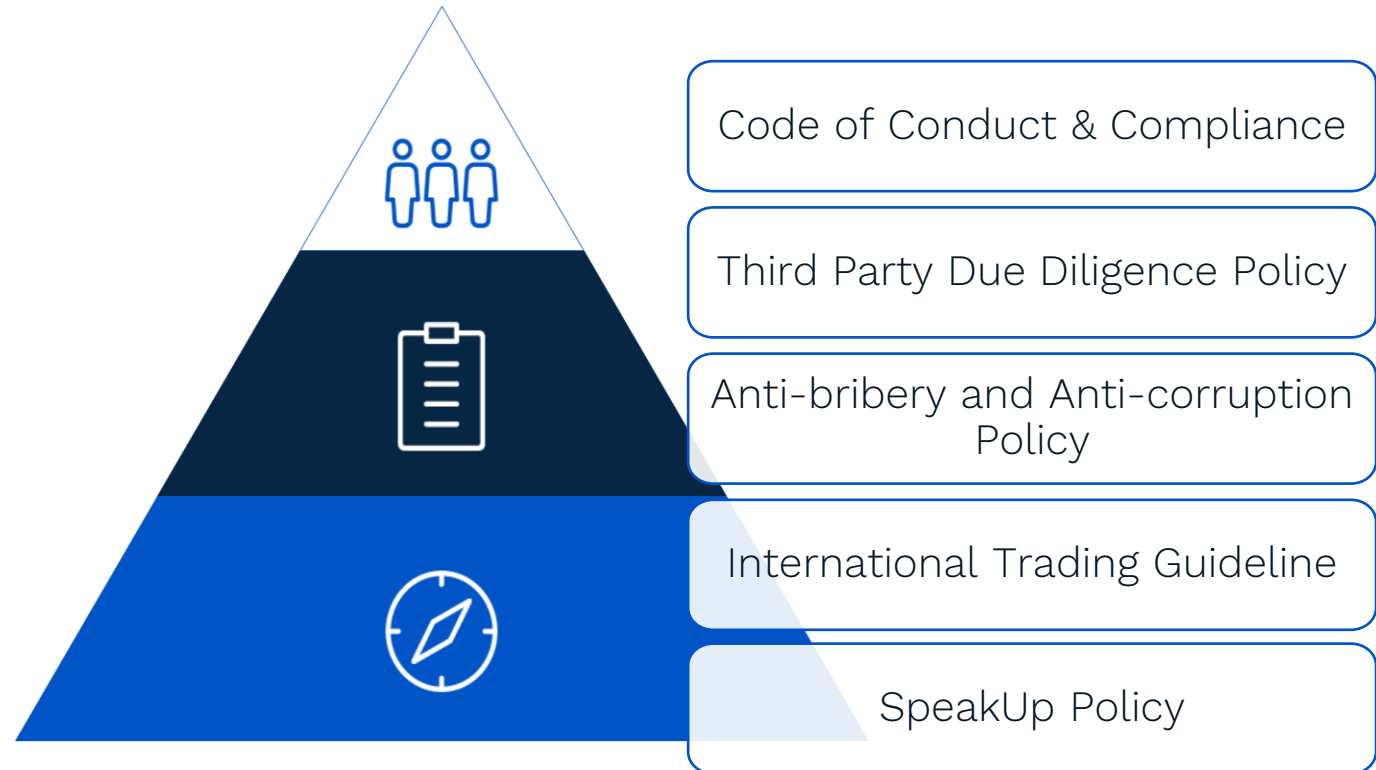 Code of Conduct & Compliance
Third Party Due Diligence Policy
Anti-bribery and Anti-corruption
Policy
International Trading Guideline
SpeakUp Policy